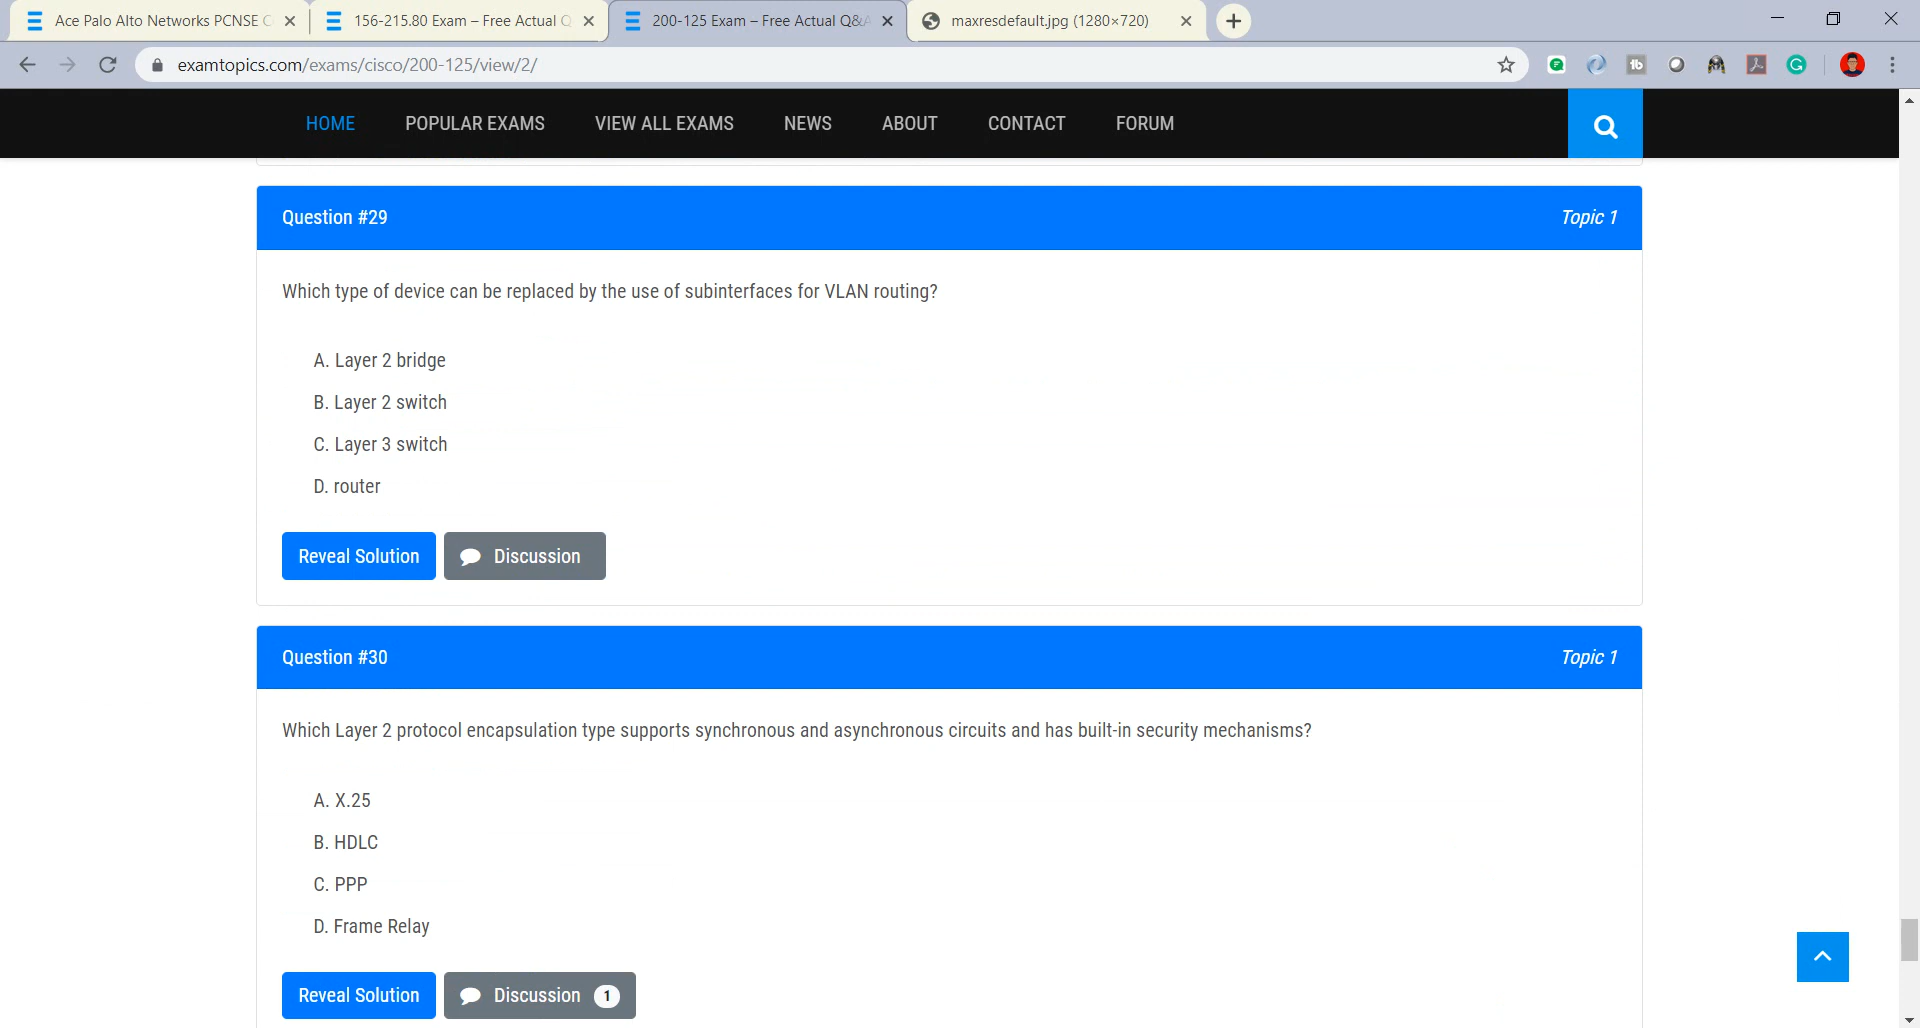 Ace Palo Alto Networks PCNSE C
156-215.80 Exam – Free Actual Q
200-125 Exam – Free Actual Q&A
maxresdefault.jpg (1280×720)
examtopics.com/exams/cisco/200-125/view/2/
HOME POPULAR EXAMS VIEW ALL EXAMS NEWS ABOUT CONTACT FORUM
Question #29 Topic 1
Which type of device can be replaced by the use of subinterfaces for VLAN routing?
A. Layer 2 bridge
B. Layer 2 switch
C. Layer 3 switch
D. router
Reveal Solution Discussion
Question #30 Topic 1
Which Layer 2 protocol encapsulation type supports synchronous and asynchronous circuits and has built-in security mechanisms?
A. X.25
B. HDLC
C. PPP
D. Frame Relay
Reveal Solution Discussion 1